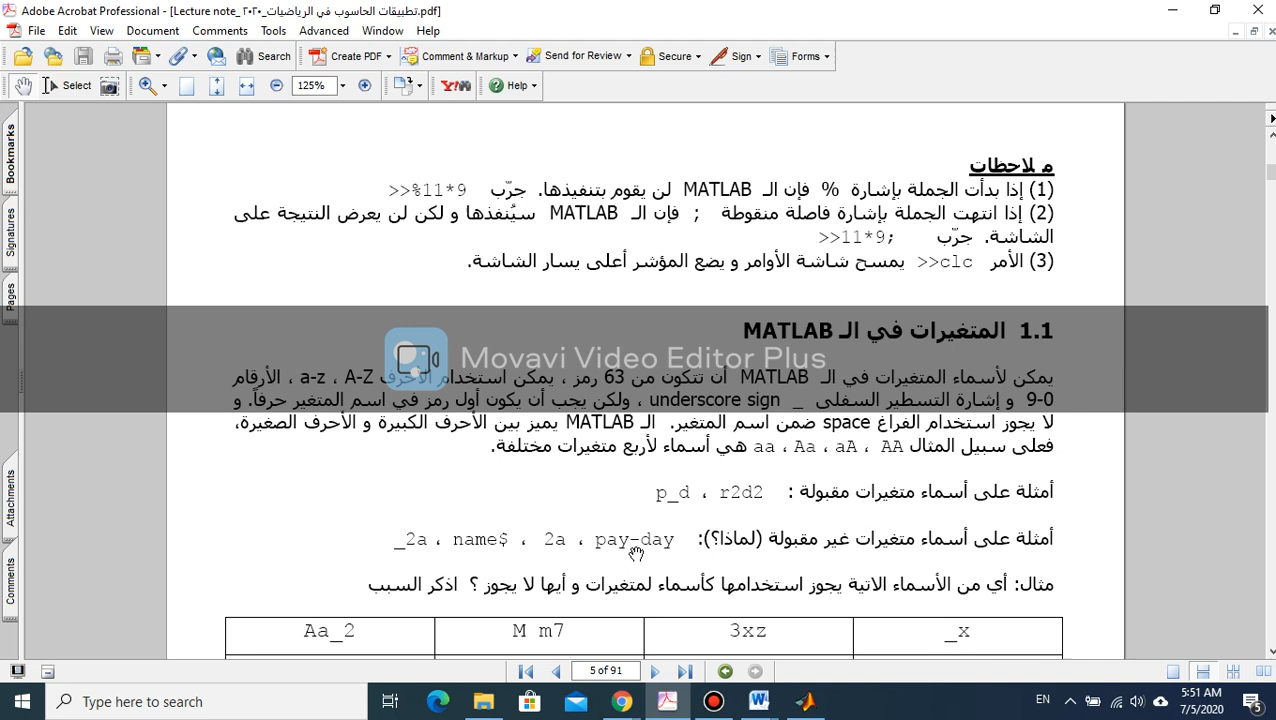 Adobe Acrobat Professional - [Lecture note_ تطبيقات الحاسوب في الرياضيات_٢٠٢٠.pdf]
File Edit View Document Comments Tools Advanced Window Help
Search Create PDF Comment & Markup Send for Review Secure Sign Forms
Select 125% Y! Help
Bookmarks
Signatures
Pages
Attachments
Comments
ملاحظات
(1) إذا بدأت الجملة بإشارة % فإن الـ MATLAB لن يقوم بتنفيذها. جرّب >>%11*9
(2) إذا انتهت الجملة بإشارة فاصلة منقوطة ; فإن الـ MATLAB سيُنفذها و لكن لن يعرض النتيجة على
الشاشة. جرّب >>11*9;
(3) الأمر >>clc يمسح شاشة الأوامر و يضع المؤشر أعلى يسار الشاشة.
1.1 المتغيرات في الـ MATLAB
Movavi Video Editor Plus
يمكن لأسماء المتغيرات في الـ MATLAB أن تتكون من 63 رمز ، يمكن استخدام الأحرف a-z ، A-Z ، الأرقام
9-0 و إشارة التسطير السفلى _ underscore sign ، ولكن يجب أن يكون أول رمز في اسم المتغير حرفاً. و
لا يجوز استخدام الفراغ space ضمن اسم المتغير. الـ MATLAB يميز بين الأحرف الكبيرة و الأحرف الصغيرة،
فعلى سبيل المثال aa ، Aa ، aA ، AA هي أسماء لأربع متغيرات مختلفة.
أمثلة على أسماء متغيرات مقبولة : p_d ، r2d2
أمثلة على أسماء متغيرات غير مقبولة (لماذا؟): _2a ، name$ ، 2a ، pay-day
مثال: أي من الأسماء الاتية يجوز استخدامها كأسماء لمتغيرات و أيها لا يجوز ؟ اذكر السبب
Aa_2 M m7 3xz _x
5 of 91
Type here to search
EN
5:51 AM
7/5/2020
5